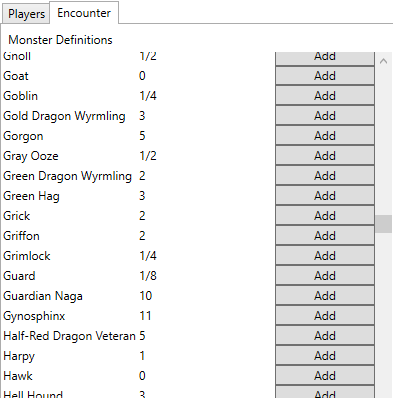 Players Encounter
Monster Definitions
Gnoll 1/2 Add
Goat 0 Add
Goblin 1/4 Add
Gold Dragon Wyrmling 3 Add
Gorgon 5 Add
Gray Ooze 1/2 Add
Green Dragon Wyrmling 2 Add
Green Hag 3 Add
Grick 2 Add
Griffon 2 Add
Grimlock 1/4 Add
Guard 1/8 Add
Guardian Naga 10 Add
Gynosphinx 11 Add
Half-Red Dragon Veteran 5 Add
Harpy 1 Add
Hawk 0 Add
Hell Hound 3 Add